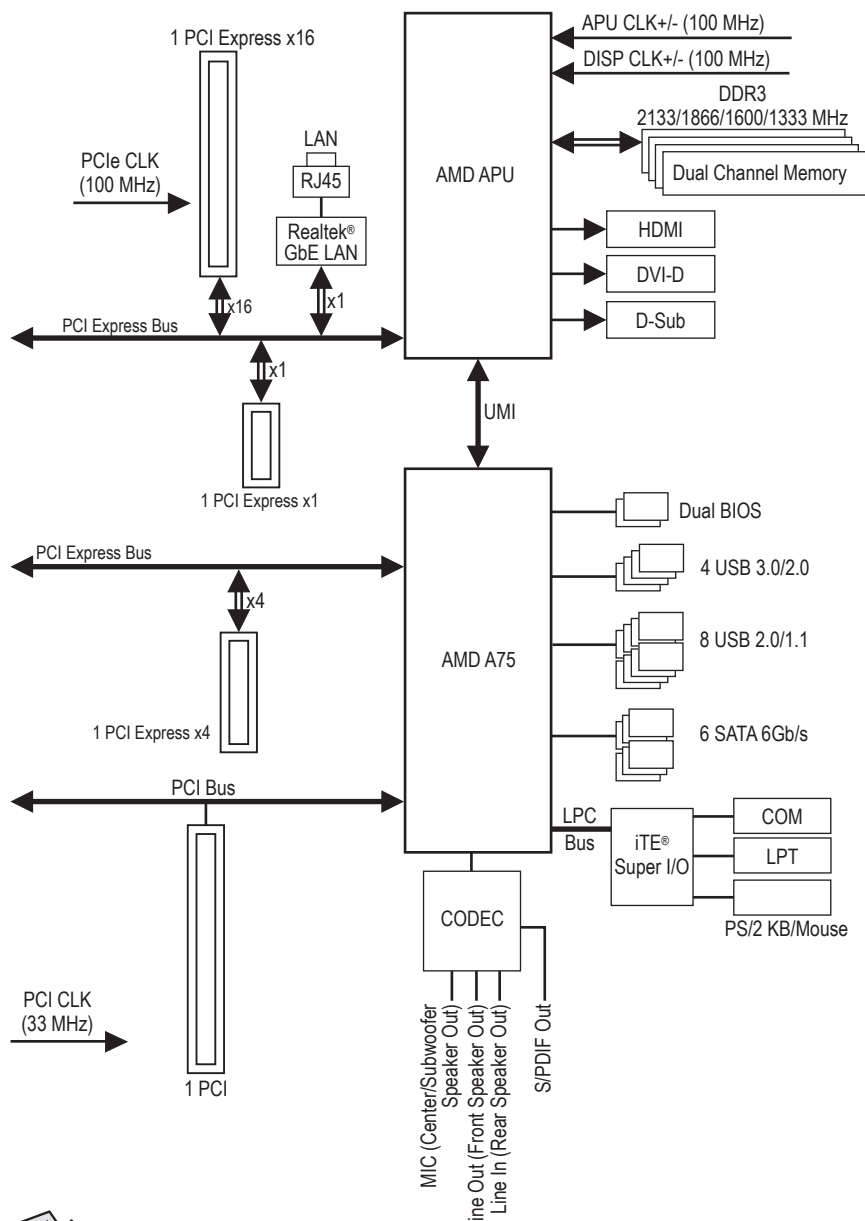 1 PCI Express x16
APU CLK+/- (100 MHz)
DISP CLK+/- (100 MHz)
DDR3
2133/1866/1600/1333 MHz
Dual Channel Memory
LAN
RJ45
Realtek®
GbE LAN
PCIe CLK
(100 MHz)
AMD APU
HDMI
DVI-D
D-Sub
x16
x1
PCI Express Bus
x1
1 PCI Express x1
UMI
PCI Express Bus
x4
1 PCI Express x4
AMD A75
Dual BIOS
4 USB 3.0/2.0
8 USB 2.0/1.1
6 SATA 6Gb/s
PCI Bus
LPC
Bus
iTE®
Super I/O
COM
LPT
PS/2 KB/Mouse
CODEC
PCI CLK
(33 MHz)
1 PCI
MIC (Center/Subwoofer
Speaker Out)
ine Out (Front Speaker Out)
Line In (Rear Speaker Out)
S/PDIF Out